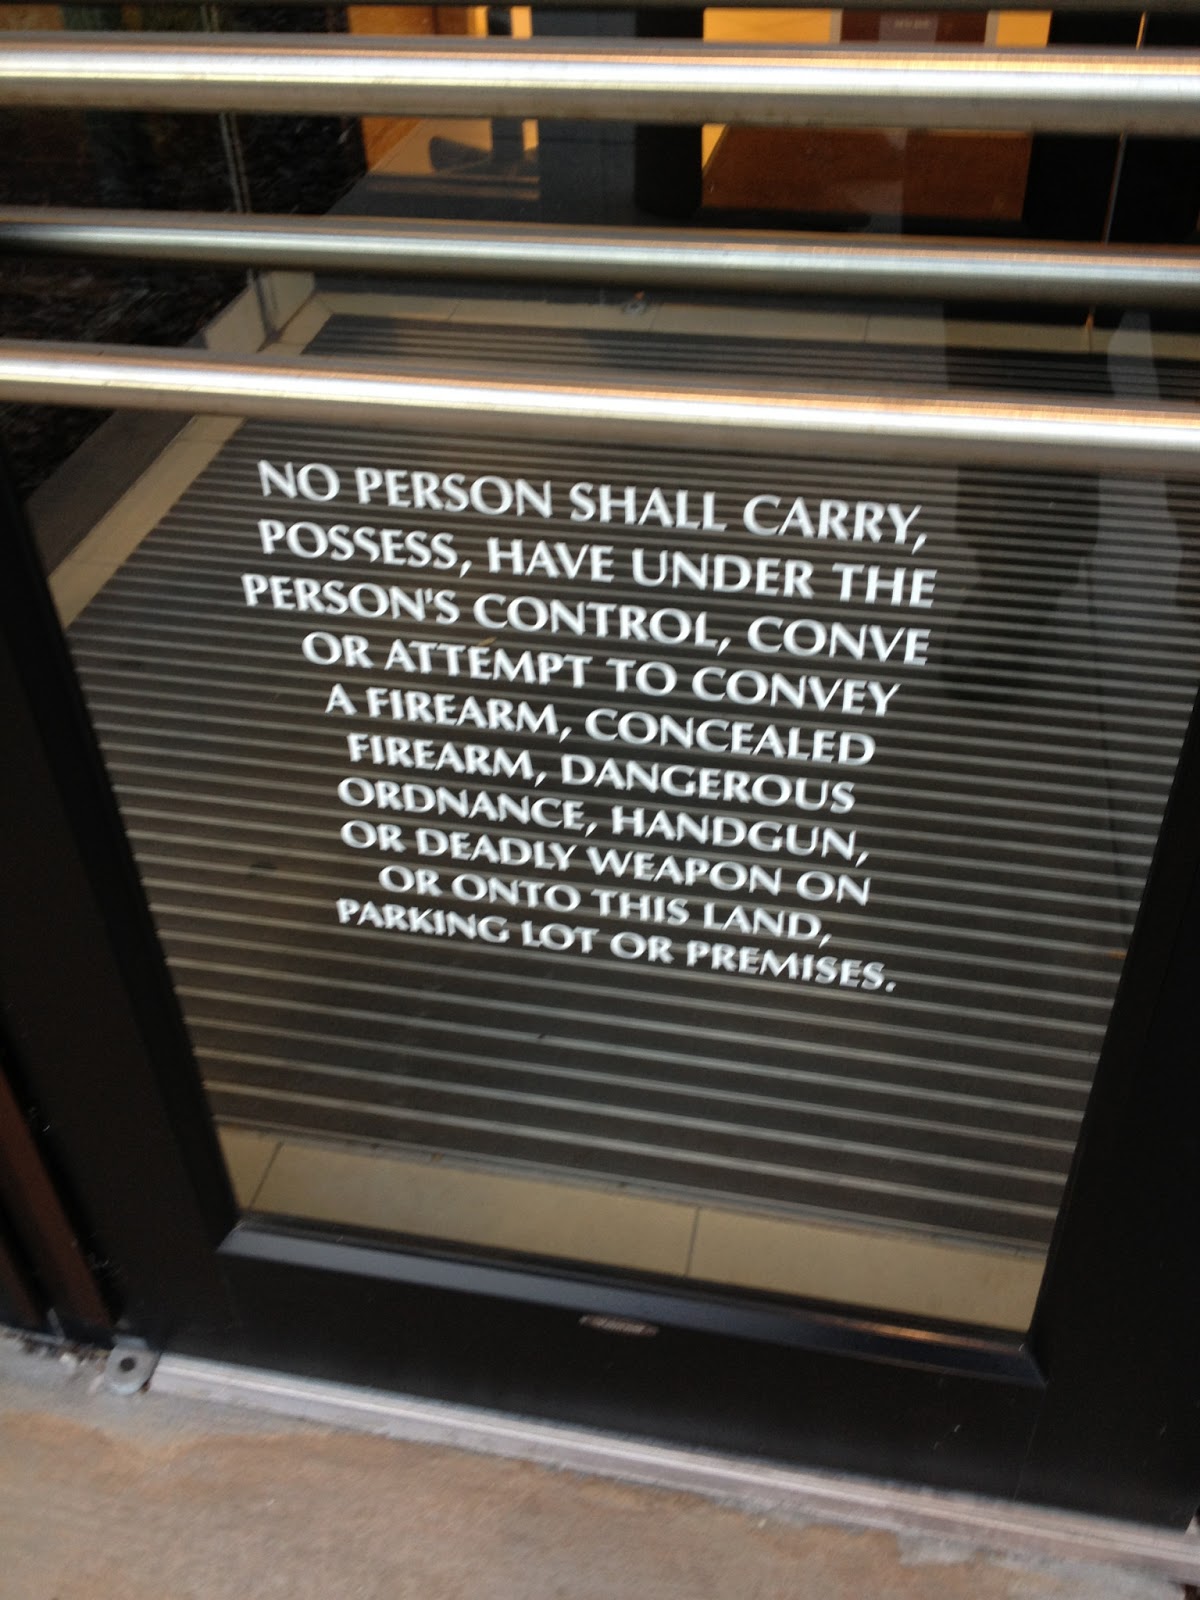 NO PERSON SHALL CARRY,
POSSESS, HAVE UNDER THE
PERSON'S CONTROL, CONVE
OR ATTEMPT TO CONVEY
A FIREARM, CONCEALED
FIREARM, DANGEROUS
ORDNANCE, HANDGUN,
OR DEADLY WEAPON ON
OR ONTO THIS LAND,
PARKING LOT OR PREMISES.